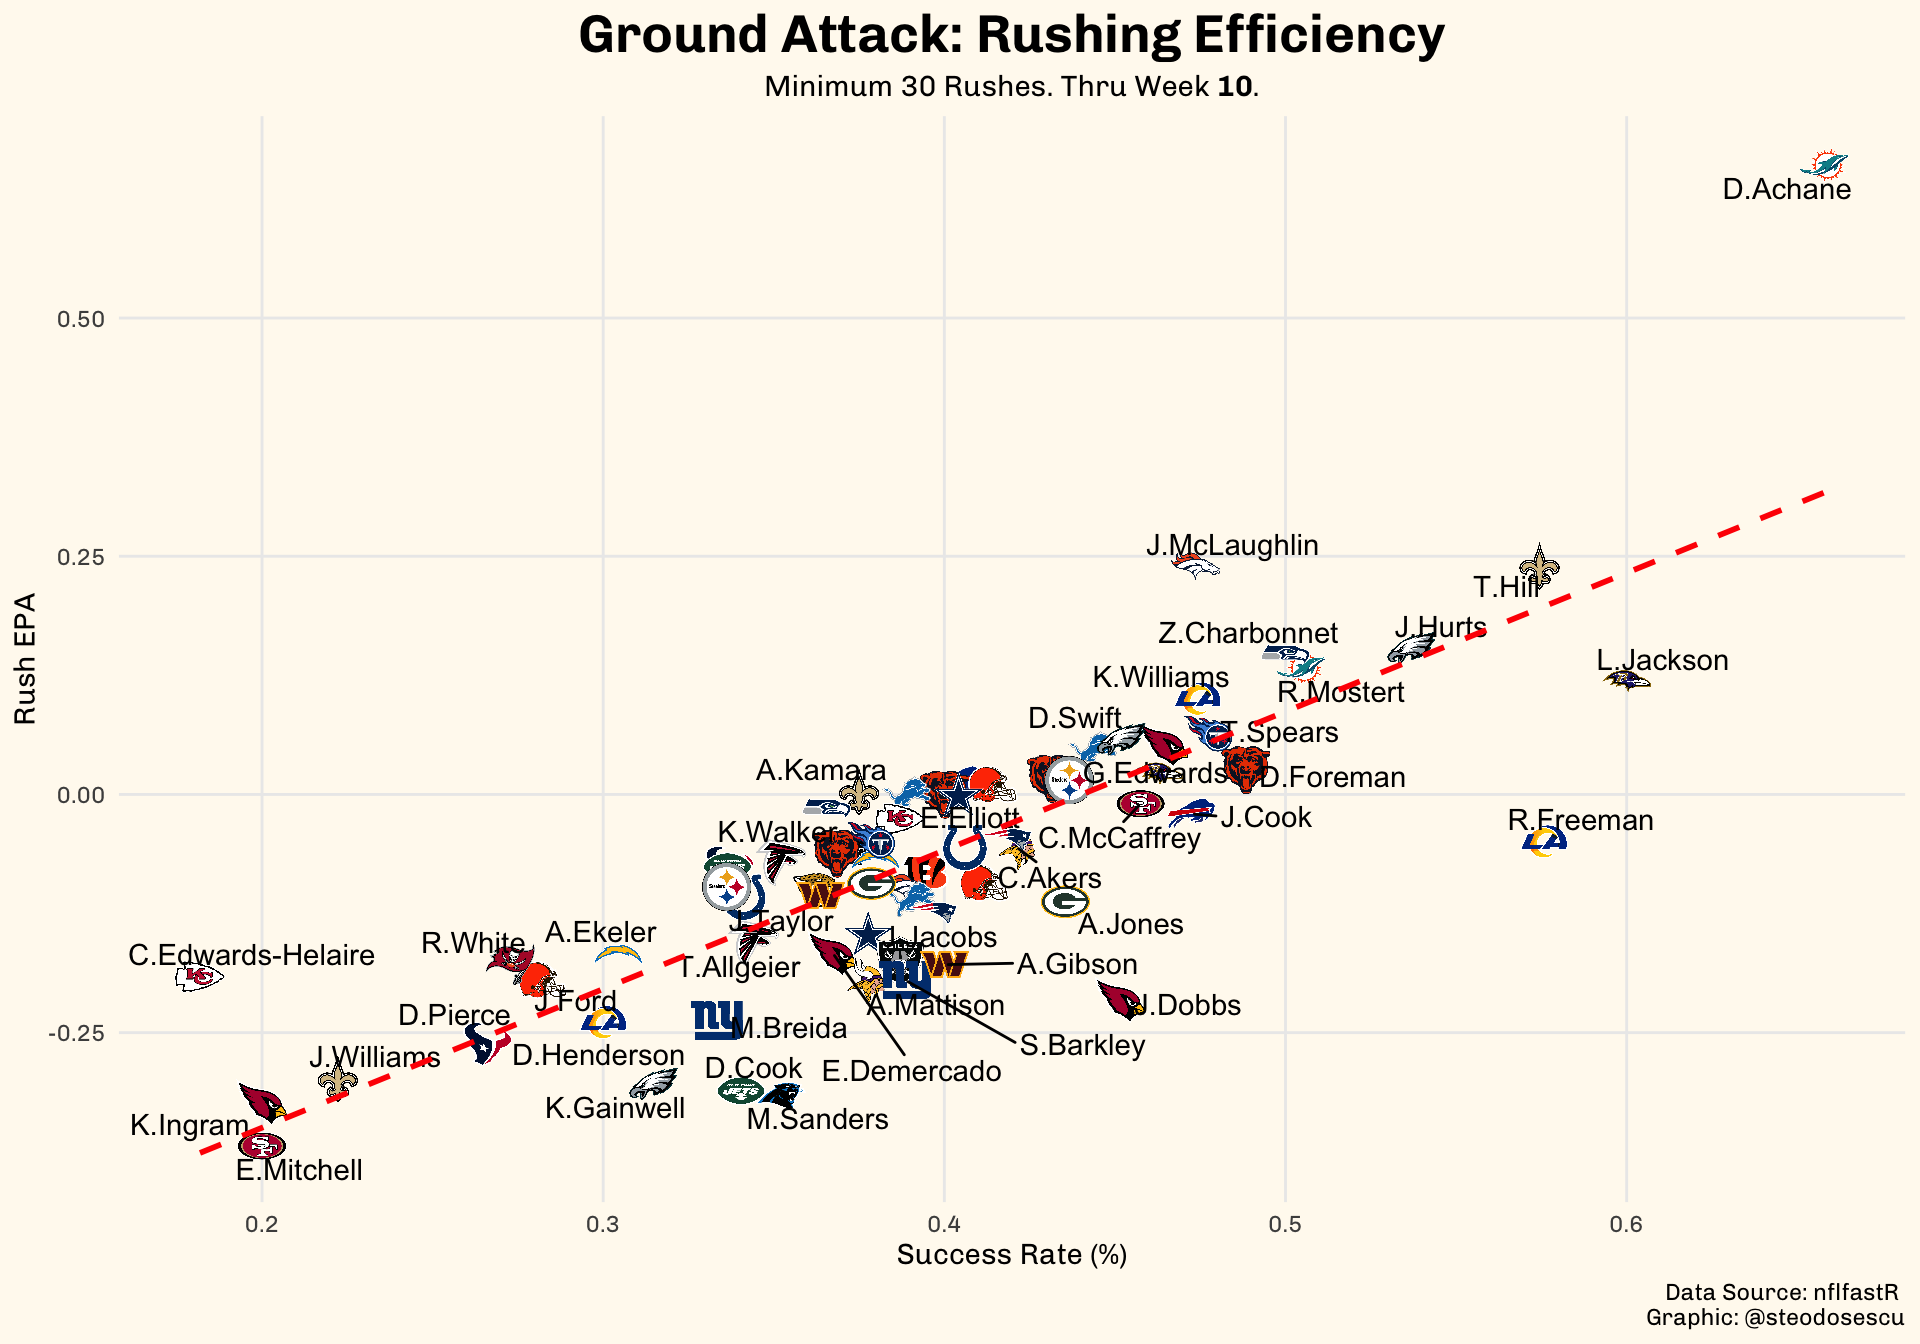 Ground Attack: Rushing Efficiency
Minimum 30 Rushes. Thru Week 10.
D.Achane
0.50
J.McLaughlin
0.25
T.Hill
J.Hurts
Z.Charbonnet
L.Jackson
K.Williams
R.Mostert
D.Swift
T.Spears
A.Kamara
G.Edwards
D.Foreman
0.00
E.Elliott
J.Cook
R.Freeman
K.Walker
C.McCaffrey
C.Akers
J.Taylor
A.Jones
A.Ekeler
R.White
J.Jacobs
C.Edwards-Helaire
T.Allgeier
A.Gibson
J.Ford
A.Mattison
J.Dobbs
D.Pierce
M.Breida
-0.25
S.Barkley
J.Williams
D.Henderson
D.Cook
E.Demercado
K.Gainwell
M.Sanders
K.Ingram
E.Mitchell
Rush EPA
0.2
0.3
0.4
0.5
0.6
Success Rate (%)
Data Source: nflfastR
Graphic: @steodosescu